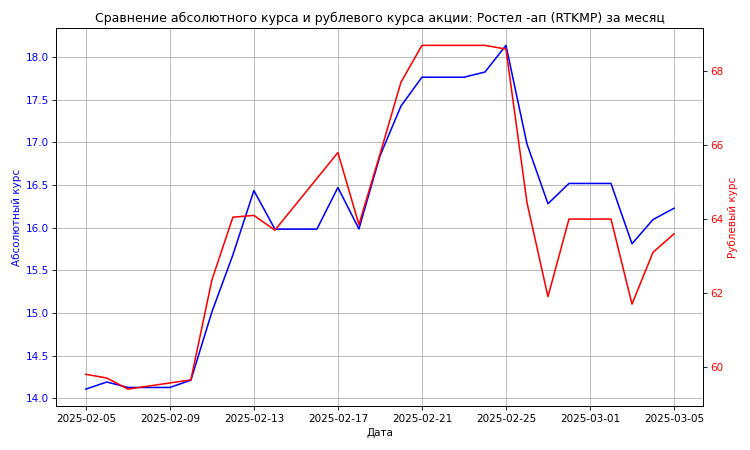 Сравнение абсолютного курса и рублевого курса акции: Ростел -ап (RTKMP) за месяц
Абсолютный курс
18.0
17.5
17.0
16.5
16.0
15.5
15.0
14.5
14.0
68
66
64
62
60
Рублевый курс
2025-02-05 2025-02-09 2025-02-13 2025-02-17 2025-02-21 2025-02-25 2025-03-01 2025-03-05
Дата